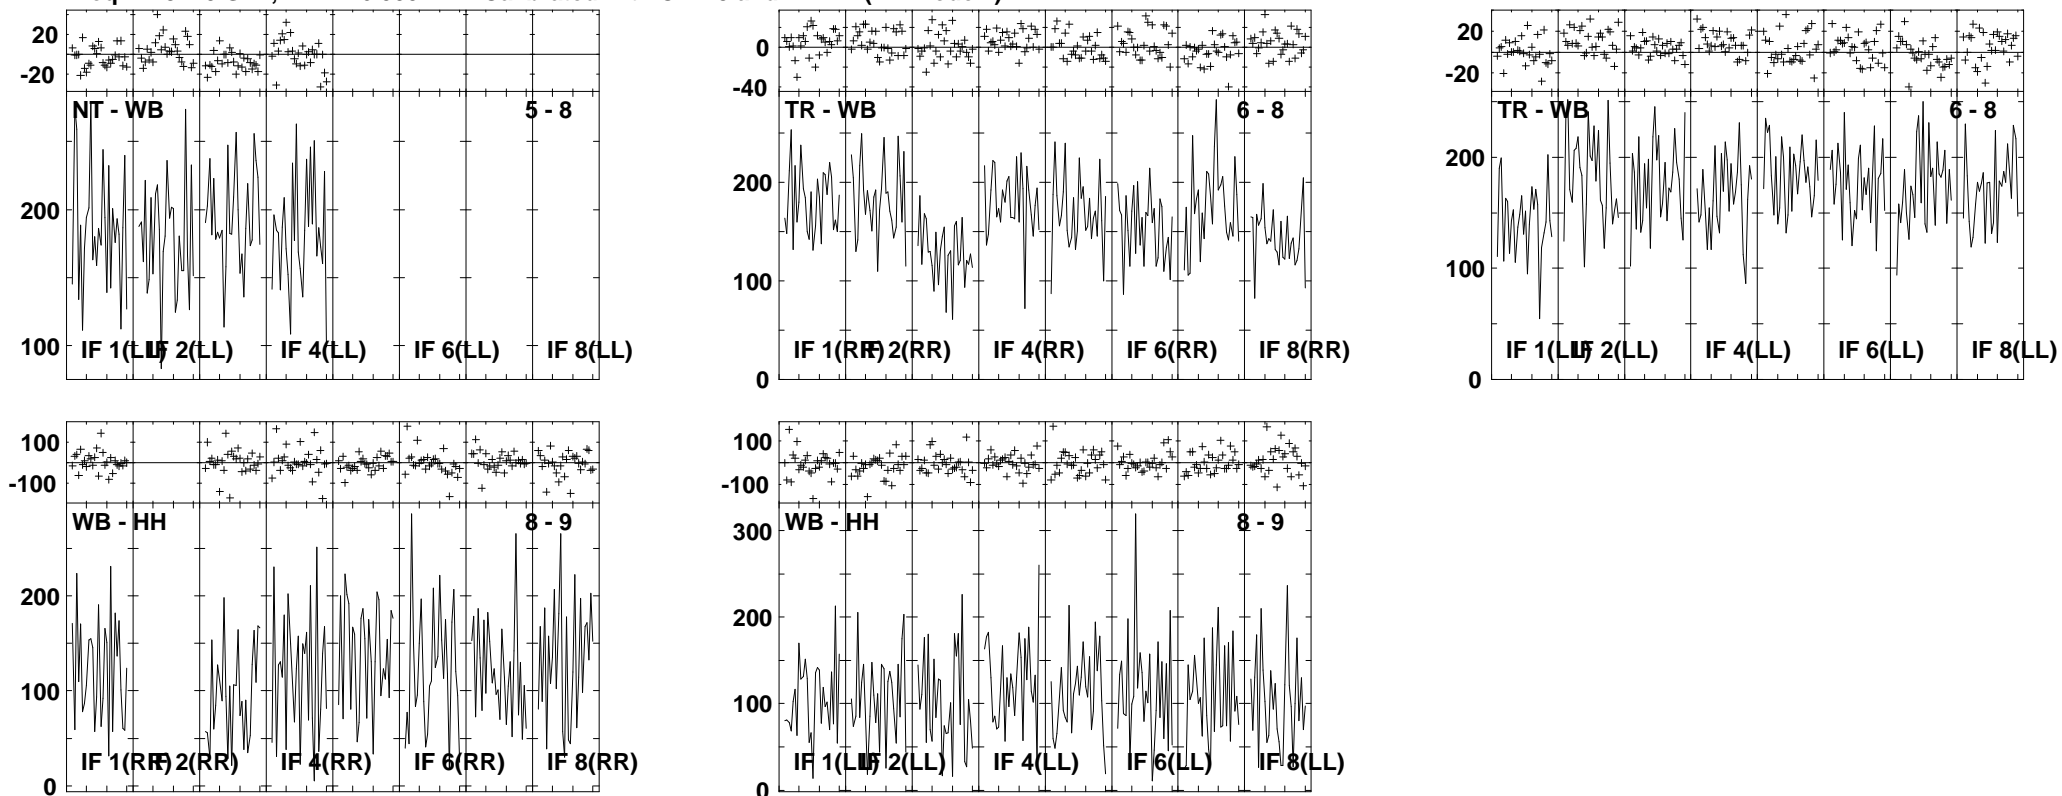 20
-20
NT - WB
5 - 8
200
100
IF 1(LL)
IF 2(LL)
IF 4(LL)
IF 6(LL)
IF 8(LL)
0
-40
TR - WB
6 - 8
200
100
0
IF 1(RR)
IF 2(RR)
IF 4(RR)
IF 6(RR)
IF 8(RR)
20
-20
TR - WB
6 - 8
200
100
0
IF 1(LL)
IF 2(LL)
IF 4(LL)
IF 6(LL)
IF 8(LL)
100
-100
WB - HH
8 - 9
200
100
0
IF 1(RR)
IF 2(RR)
IF 4(RR)
IF 6(RR)
IF 8(RR)
100
-100
WB - HH
8 - 9
300
200
100
0
IF 1(LL)
IF 2(LL)
IF 4(LL)
IF 6(LL)
IF 8(LL)